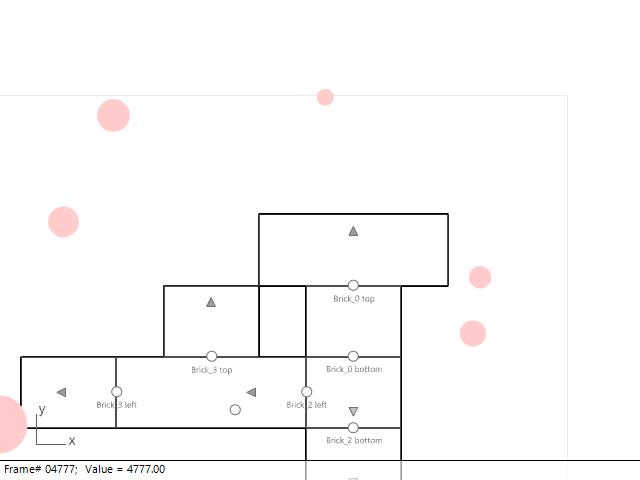 Brick_0 top
Brick_3 top
Brick_0 bottom
Brick_3 left
Brick_2 left
y
x
Brick_2 bottom
Frame# 04777; Value = 4777.00